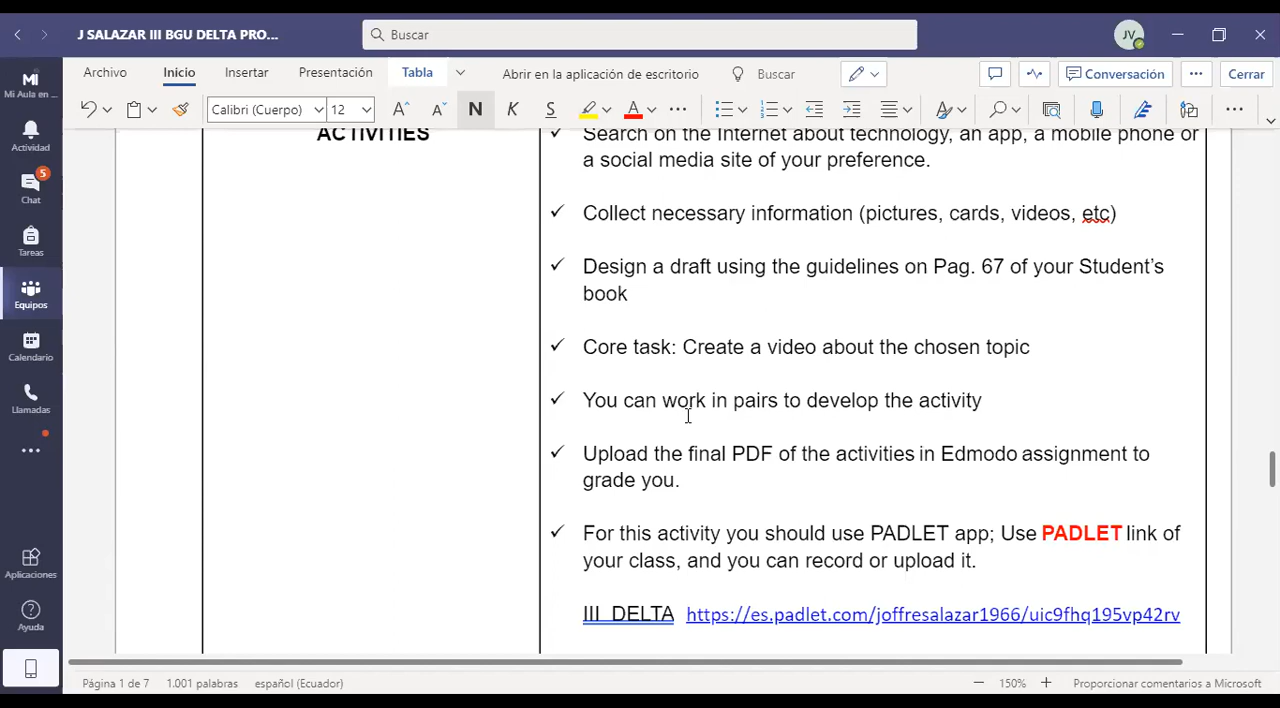 J SALAZAR III BGU DELTA PRO...
Buscar
JV
MI
Mi Aula en ...
Actividad
5
Chat
Tareas
Equipos
Calendario
Llamadas
Aplicaciones
Ayuda
Archivo
Inicio
Insertar
Presentación
Tabla
Abrir en la aplicación de escritorio
Buscar
Conversación
Cerrar
Calibri (Cuerpo)
12
A
A
N
K
S
A
ACTIVITIES
Search on the Internet about technology, an app, a mobile phone or
a social media site of your preference.
Collect necessary information (pictures, cards, videos, etc)
Design a draft using the guidelines on Pag. 67 of your Student’s
book
Core task: Create a video about the chosen topic
You can work in pairs to develop the activity
Upload the final PDF of the activities in Edmodo assignment to
grade you.
For this activity you should use PADLET app; Use PADLET link of
your class, and you can record or upload it.
III DELTA https://es.padlet.com/joffresalazar1966/uic9fhq195vp42rv
Página 1 de 7
1.001 palabras
español (Ecuador)
150%
Proporcionar comentarios a Microsoft